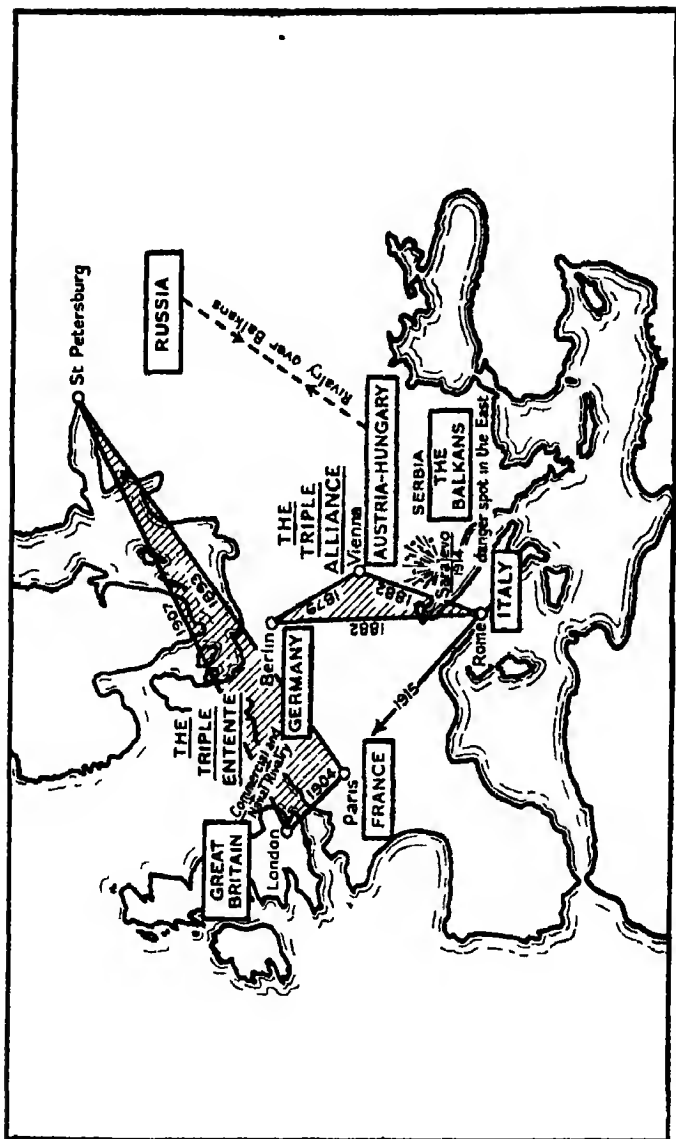 St Petersburg
RUSSIA
Rivalry over Balkans
1907
1893
THE
TRIPLE
ENTENTE
Commercial and
Naval Rivalry
GREAT
BRITAIN
London
1904
Paris
FRANCE
Berlin
GERMANY
1879
1882
1882
THE
TRIPLE
ALLIANCE
Vienna
AUSTRIA-HUNGARY
SERBIA
THE
BALKANS
danger spot in the East
Sarajevo
1914
Rome
ITALY
1915